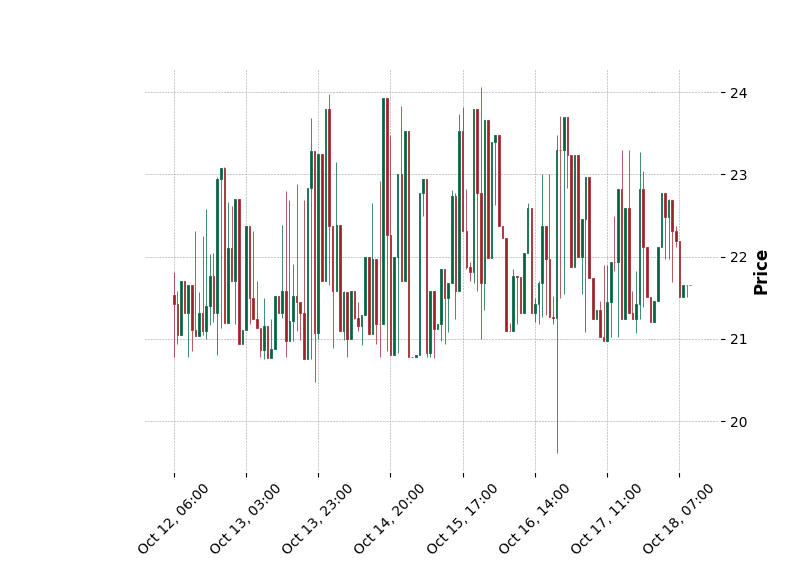 24
23
22
21
20
Price
Oct 12, 06:00
Oct 13, 03:00
Oct 13, 23:00
Oct 14, 20:00
Oct 15, 17:00
Oct 16, 14:00
Oct 17, 11:00
Oct 18, 07:00